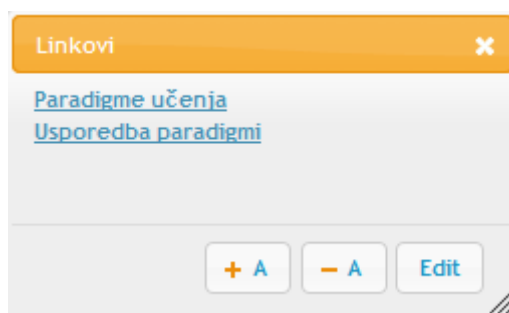 Linkovi
Paradigme učenja
Usporedba paradigmi
+ A − A Edit